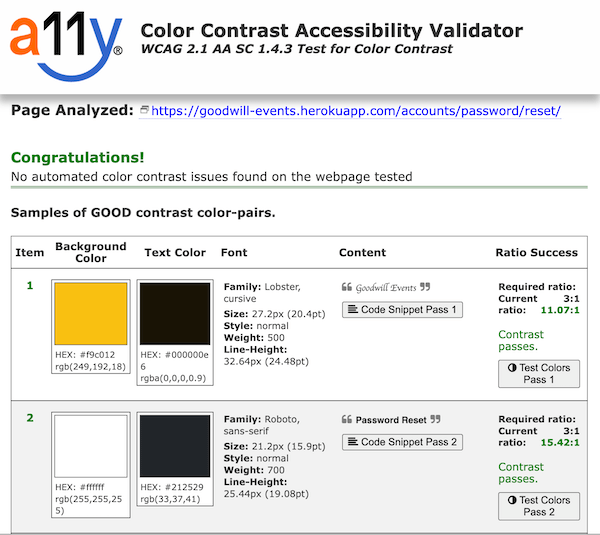 a11y®
Color Contrast Accessibility Validator
WCAG 2.1 AA SC 1.4.3 Test for Color Contrast
Page Analyzed: https://goodwill-events.herokuapp.com/accounts/password/reset/
Congratulations!
No automated color contrast issues found on the webpage tested
Samples of GOOD contrast color-pairs.
Item Background Color Text Color Font Content Ratio Success
1
HEX: #f9c012
rgb(249,192,18)
HEX: #000000e
6
rgba(0,0,0,0.9)
Family: Lobster,
cursive
Size: 27.2px (20.4pt)
Style: normal
Weight: 500
Line-Height:
32.64px (24.48pt)
❝ Goodwill Events ❞
Code Snippet Pass 1
Required ratio:
Current 3:1
ratio: 11.07:1
Contrast
passes.
Test Colors
Pass 1
2
HEX: #ffffff
rgb(255,255,25
5)
HEX: #212529
rgb(33,37,41)
Family: Roboto,
sans-serif
Size: 21.2px (15.9pt)
Style: normal
Weight: 700
Line-Height:
25.44px (19.08pt)
❝ Password Reset ❞
Code Snippet Pass 2
Required ratio:
Current 3:1
ratio: 15.42:1
Contrast
passes.
Test Colors
Pass 2